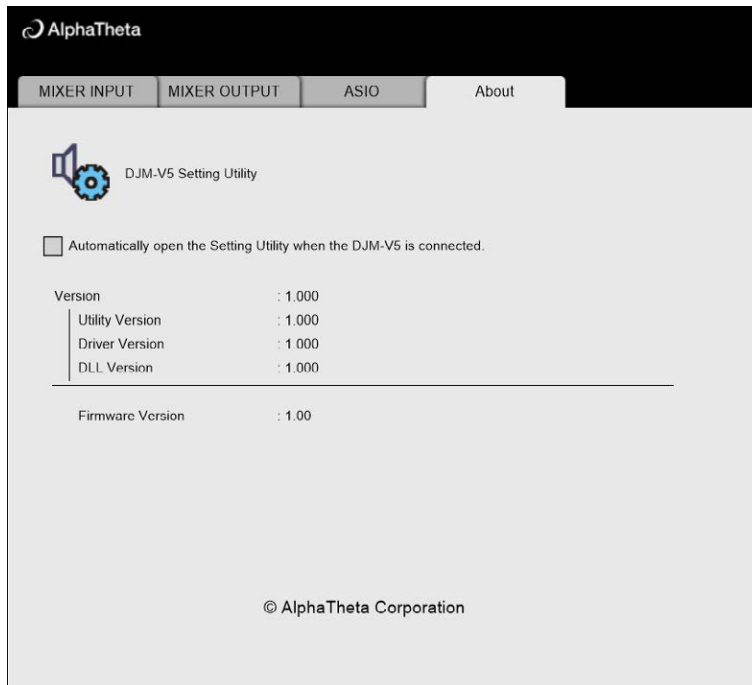 AlphaTheta
MIXER INPUT MIXER OUTPUT ASIO About
DJM-V5 Setting Utility
Automatically open the Setting Utility when the DJM-V5 is connected.
Version : 1.000
Utility Version : 1.000
Driver Version : 1.000
DLL Version : 1.000
Firmware Version : 1.00
© AlphaTheta Corporation